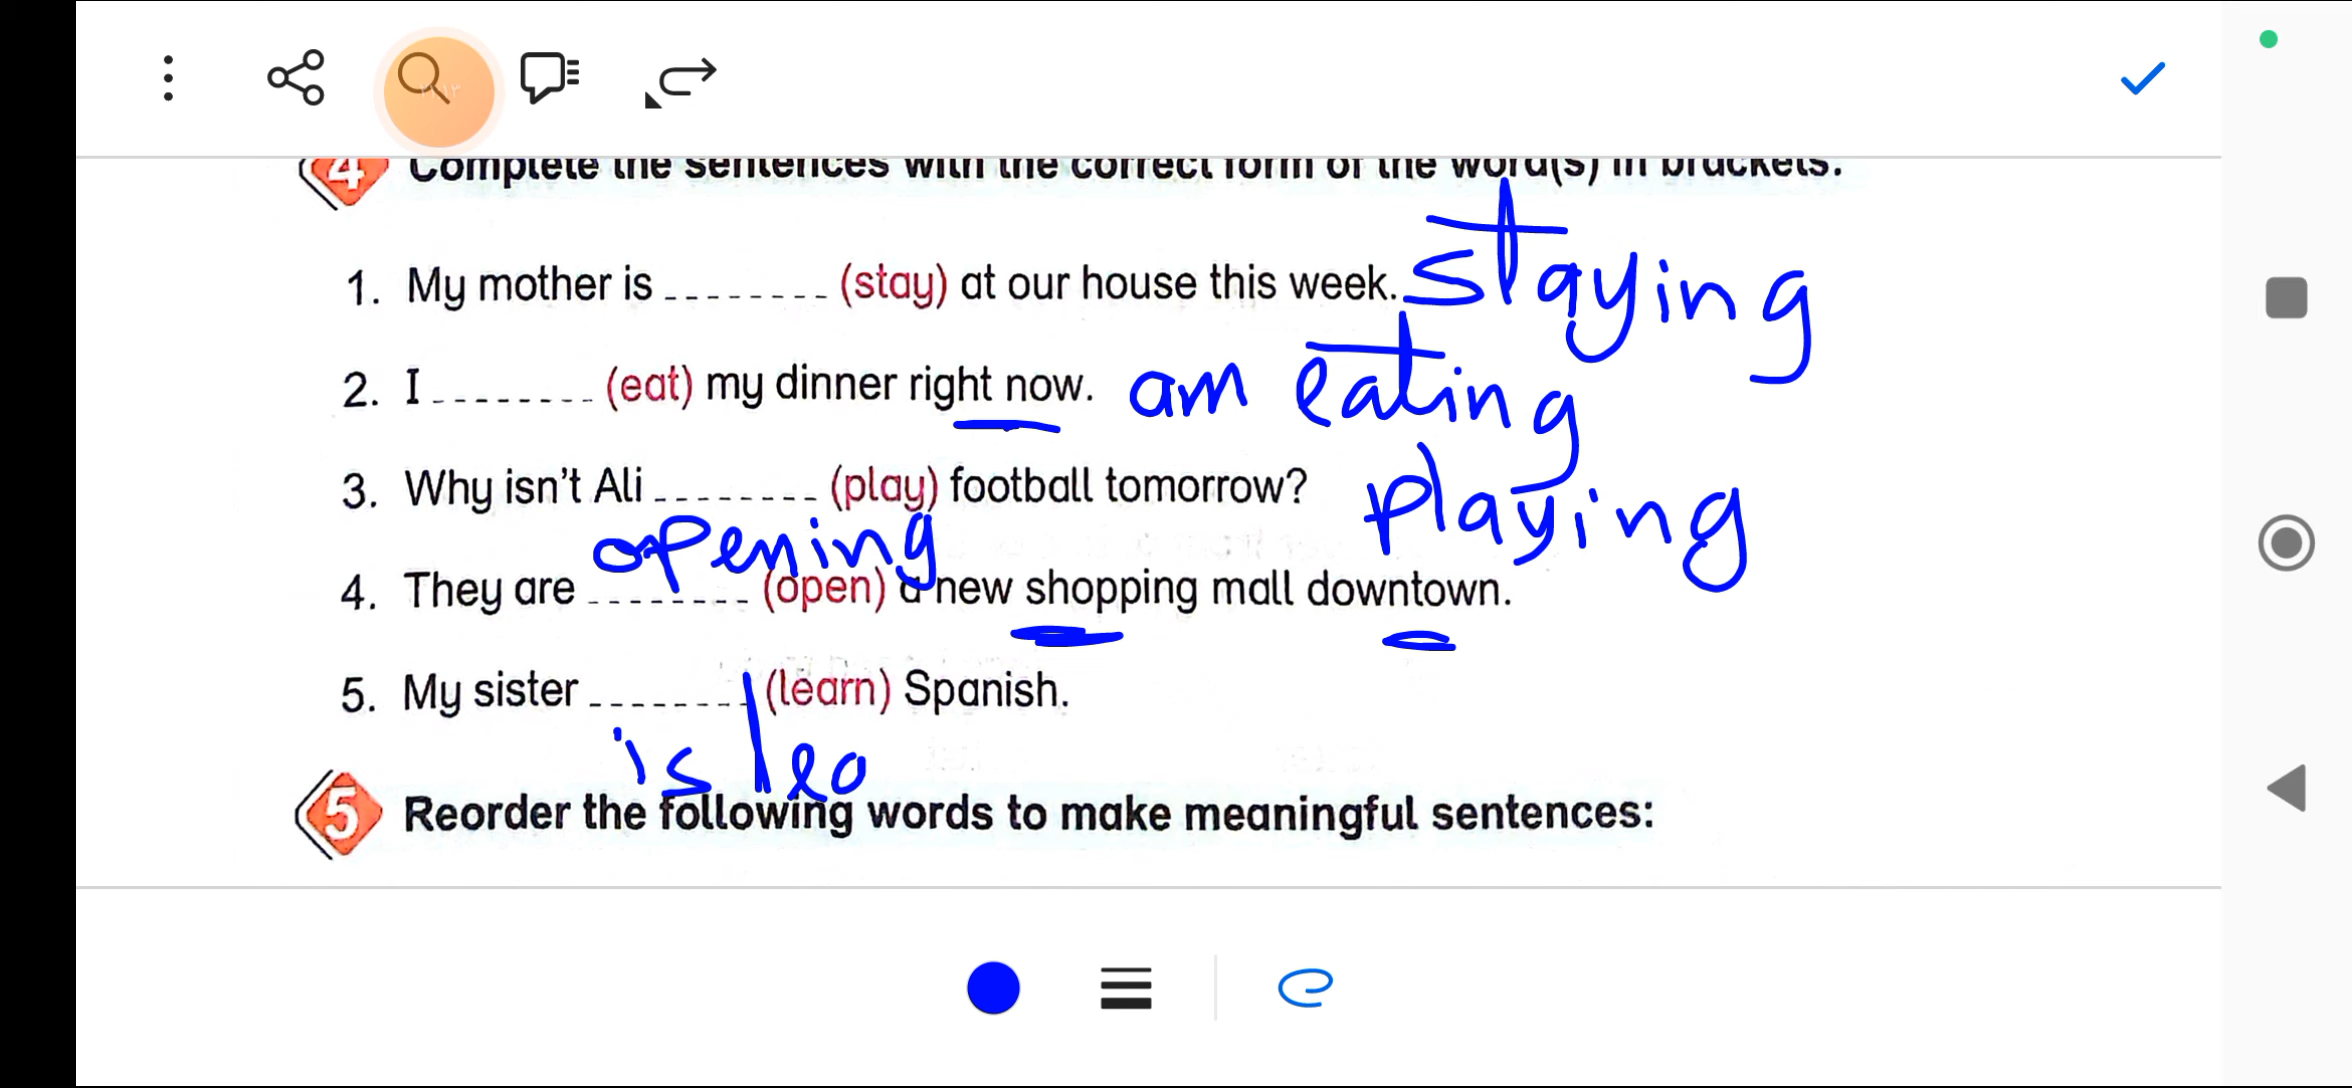 4 Complete the sentences with the correct form of the word(s) in brackets.
1. My mother is -------- (stay) at our house this week. staying
2. I -------- (eat) my dinner right now. am eating
3. Why isn't Ali -------- (play) football tomorrow? playing
opening
4. They are -------- (open) a new shopping mall downtown.
5. My sister -------- (learn) Spanish.
is lea
5 Reorder the following words to make meaningful sentences: